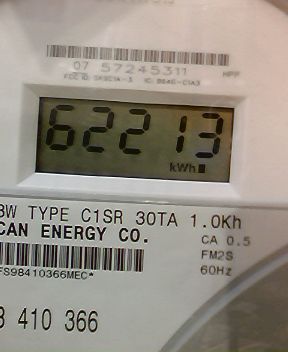 07 57245311 HPP
62213
kWh
3W TYPE C1SR 30TA 1.0Kh
CAN ENERGY CO.
CA 0.5
FM2S
60Hz
FS98410366MEC*
3 410 366